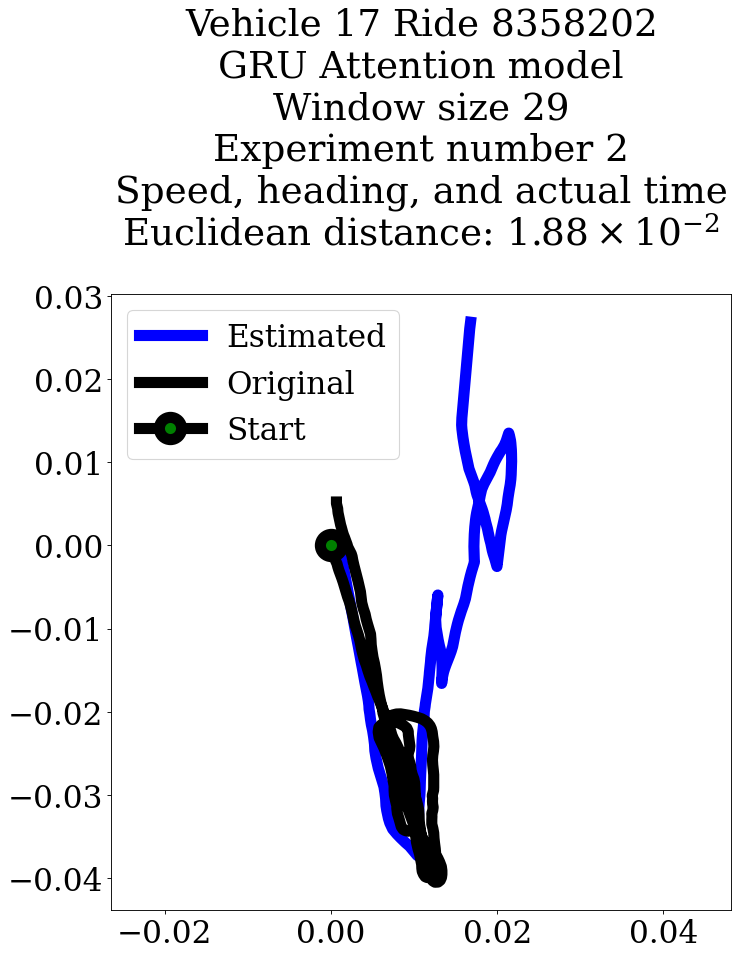 Vehicle 17 Ride 8358202
GRU Attention model
Window size 29
Experiment number 2
Speed, heading, and actual time
Euclidean distance: 1.88 × 10⁻²
0.03
0.02
0.01
0.00
−0.01
−0.02
−0.03
−0.04
Estimated
Original
Start
−0.02 0.00 0.02 0.04